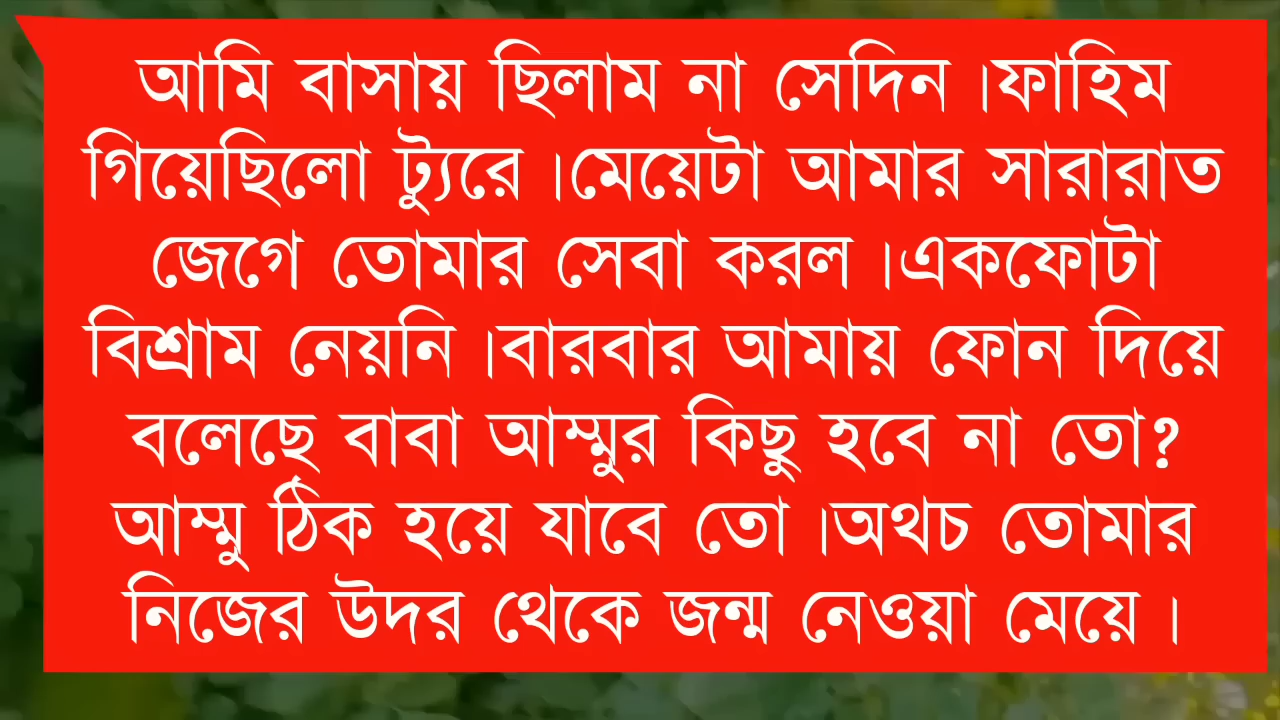 আমি বাসায় ছিলাম না সেদিন ।ফাহিম
গিয়েছিলো ট্যুরে ।মেয়েটা আমার সারারাত
জেগে তোমার সেবা করল ।একফোটা
বিশ্রাম নেয়নি ।বারবার আমায় ফোন দিয়ে
বলেছে বাবা আম্মুর কিছু হবে না তো?
আম্মু ঠিক হয়ে যাবে তো ।অথচ তোমার
নিজের উদর থেকে জন্ম নেওয়া মেয়ে ।